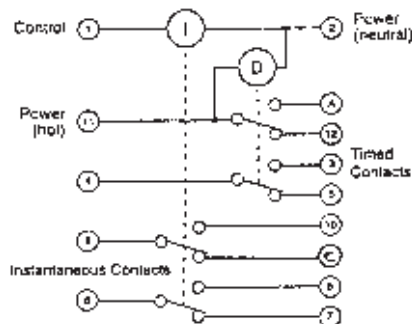 Control 1 I 2 Power
(neutral)
D
Power
(hot) 11
A
12
3 Timed
Contacts
4
5
10
9
C
Instantaneous Contacts
6
8
7